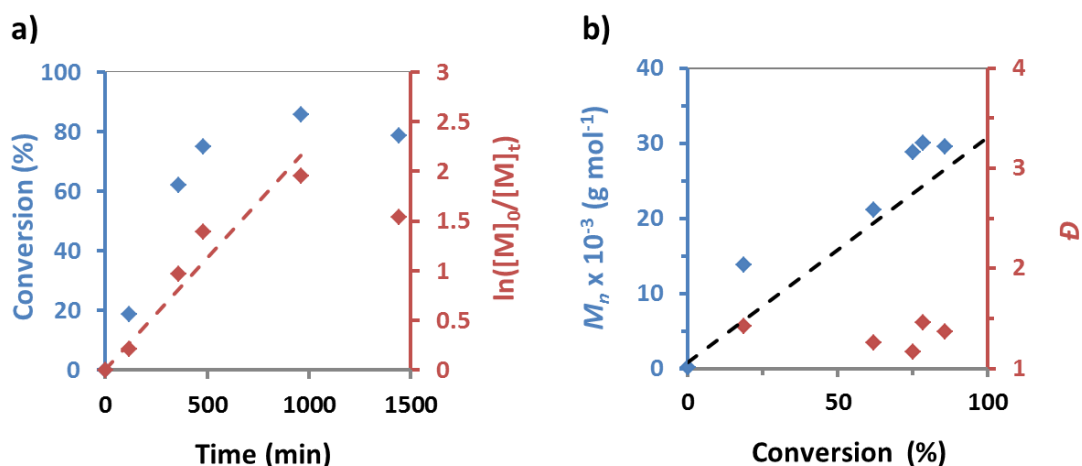 a)
Conversion (%)
100
80
60
40
20
0
3
2.5
2
1.5
1
0.5
0
ln([M]₀/[M]ₜ)
0 500 1000 1500
Time (min)
b)
Mₙ x 10⁻³ (g mol⁻¹)
40
30
20
10
0
4
3
2
1
Đ
0 50 100
Conversion (%)